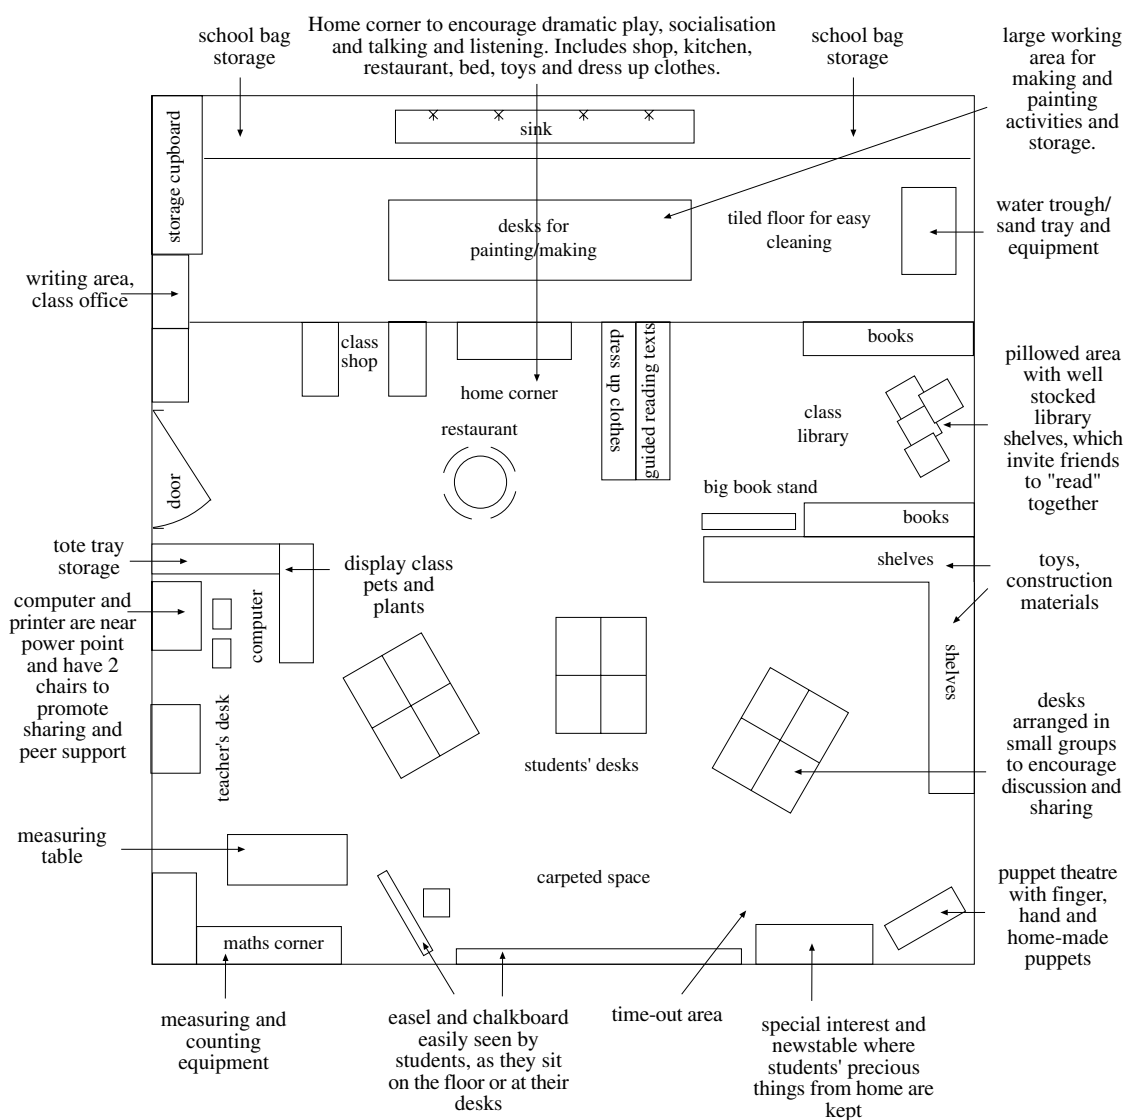 Home corner to encourage dramatic play, socialisation
and talking and listening. Includes shop, kitchen,
restaurant, bed, toys and dress up clothes.
school bag
storage
school bag
storage
large working
area for
making and
painting
activities and
storage.
storage cupboard
sink
desks for
painting/making
tiled floor for easy
cleaning
water trough/
sand tray and
equipment
writing area,
class office
class
shop
home corner
restaurant
dress up clothes
guided reading texts
books
class
library
pillowed area
with well
stocked
library
shelves, which
invite friends
to "read"
together
door
big book stand
books
shelves
shelves
toys,
construction
materials
tote tray
storage
display class
pets and
plants
computer and
printer are near
power point
and have 2
chairs to
promote
sharing and
peer support
computer
teacher's desk
students' desks
desks
arranged in
small groups
to encourage
discussion and
sharing
measuring
table
carpeted space
puppet theatre
with finger,
hand and
home-made
puppets
maths corner
measuring and
counting
equipment
easel and chalkboard
easily seen by
students, as they sit
on the floor or at their
desks
time-out area
special interest and
newstable where
students' precious
things from home are
kept